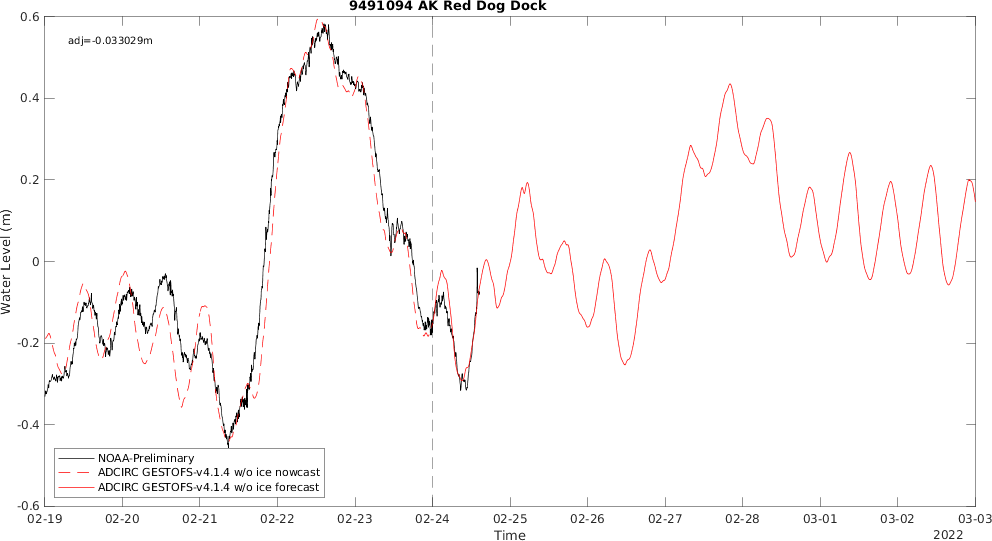 9491094 AK Red Dog Dock
adj=-0.033029m
0.6
0.4
0.2
0
-0.2
-0.4
-0.6
Water Level (m)
NOAA-Preliminary
ADCIRC GESTOFS-v4.1.4 w/o ice nowcast
ADCIRC GESTOFS-v4.1.4 w/o ice forecast
02-19 02-20 02-21 02-22 02-23 02-24 02-25 02-26 02-27 02-28 03-01 03-02 03-03
Time
2022